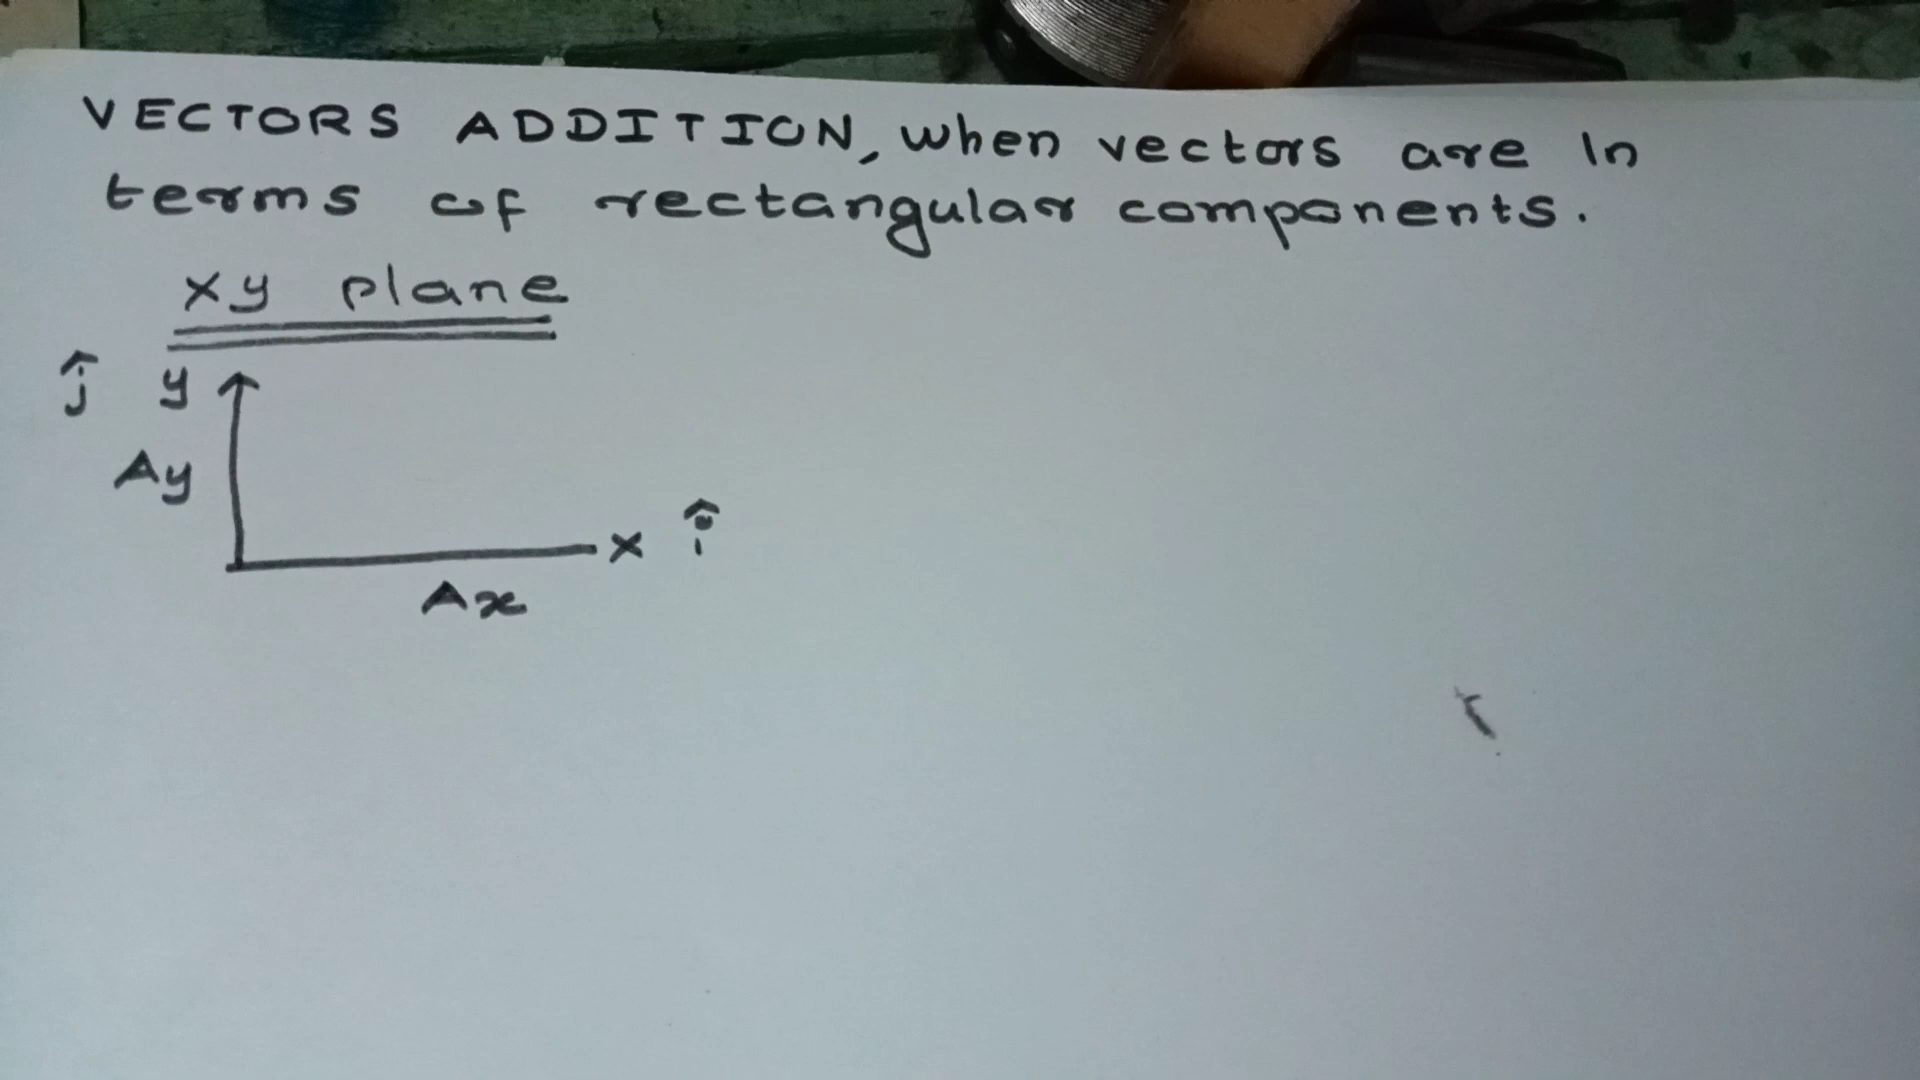 VECTORS ADDITION, when vectors are In
terms of rectangular components.
xy plane
ĵ y
Ay
x î
Ax